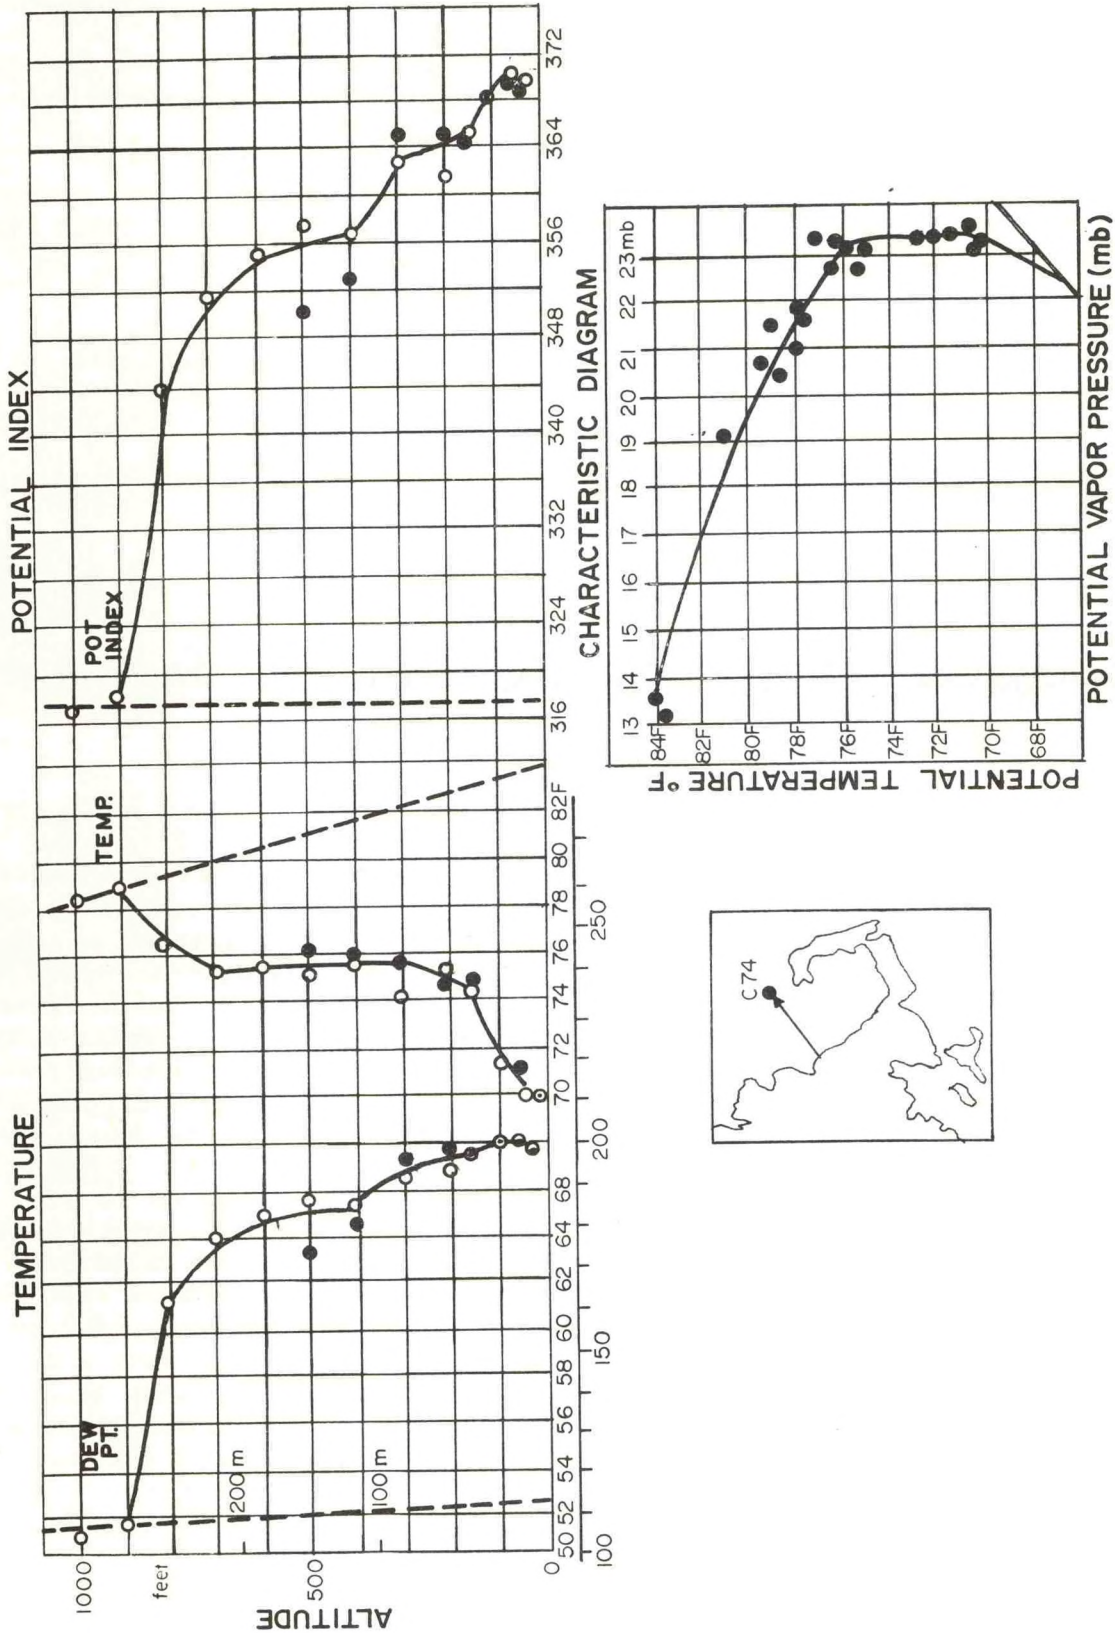 TEMPERATURE
POTENTIAL INDEX
DEW
PT.
TEMP.
POT
INDEX
ALTITUDE
1000
feet
500
0
200 m
100 m
50 52 54 56 58 60 62 64 68 70 72 74 76 78 80 82F
100 150 200 250
316 324 332 340 348 356 364 372
CHARACTERISTIC DIAGRAM
POTENTIAL TEMPERATURE °F
84F
82F
80F
78F
76F
74F
72F
70F
68F
13 14 15 16 17 18 19 20 21 22 23mb
POTENTIAL VAPOR PRESSURE (mb)
C74